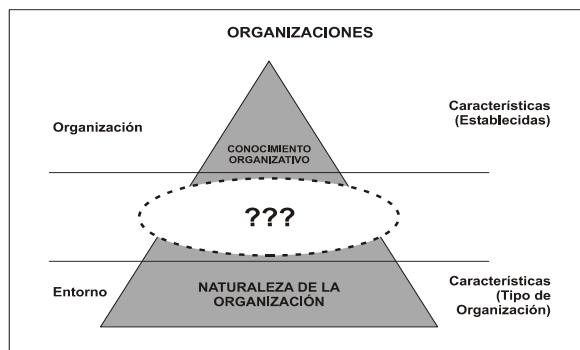 ORGANIZACIONES
Organización
Características
(Establecidas)
CONOCIMIENTO
ORGANIZATIVO
???
Entorno
NATURALEZA DE LA
ORGANIZACIÓN
Características
(Tipo de
Organización)